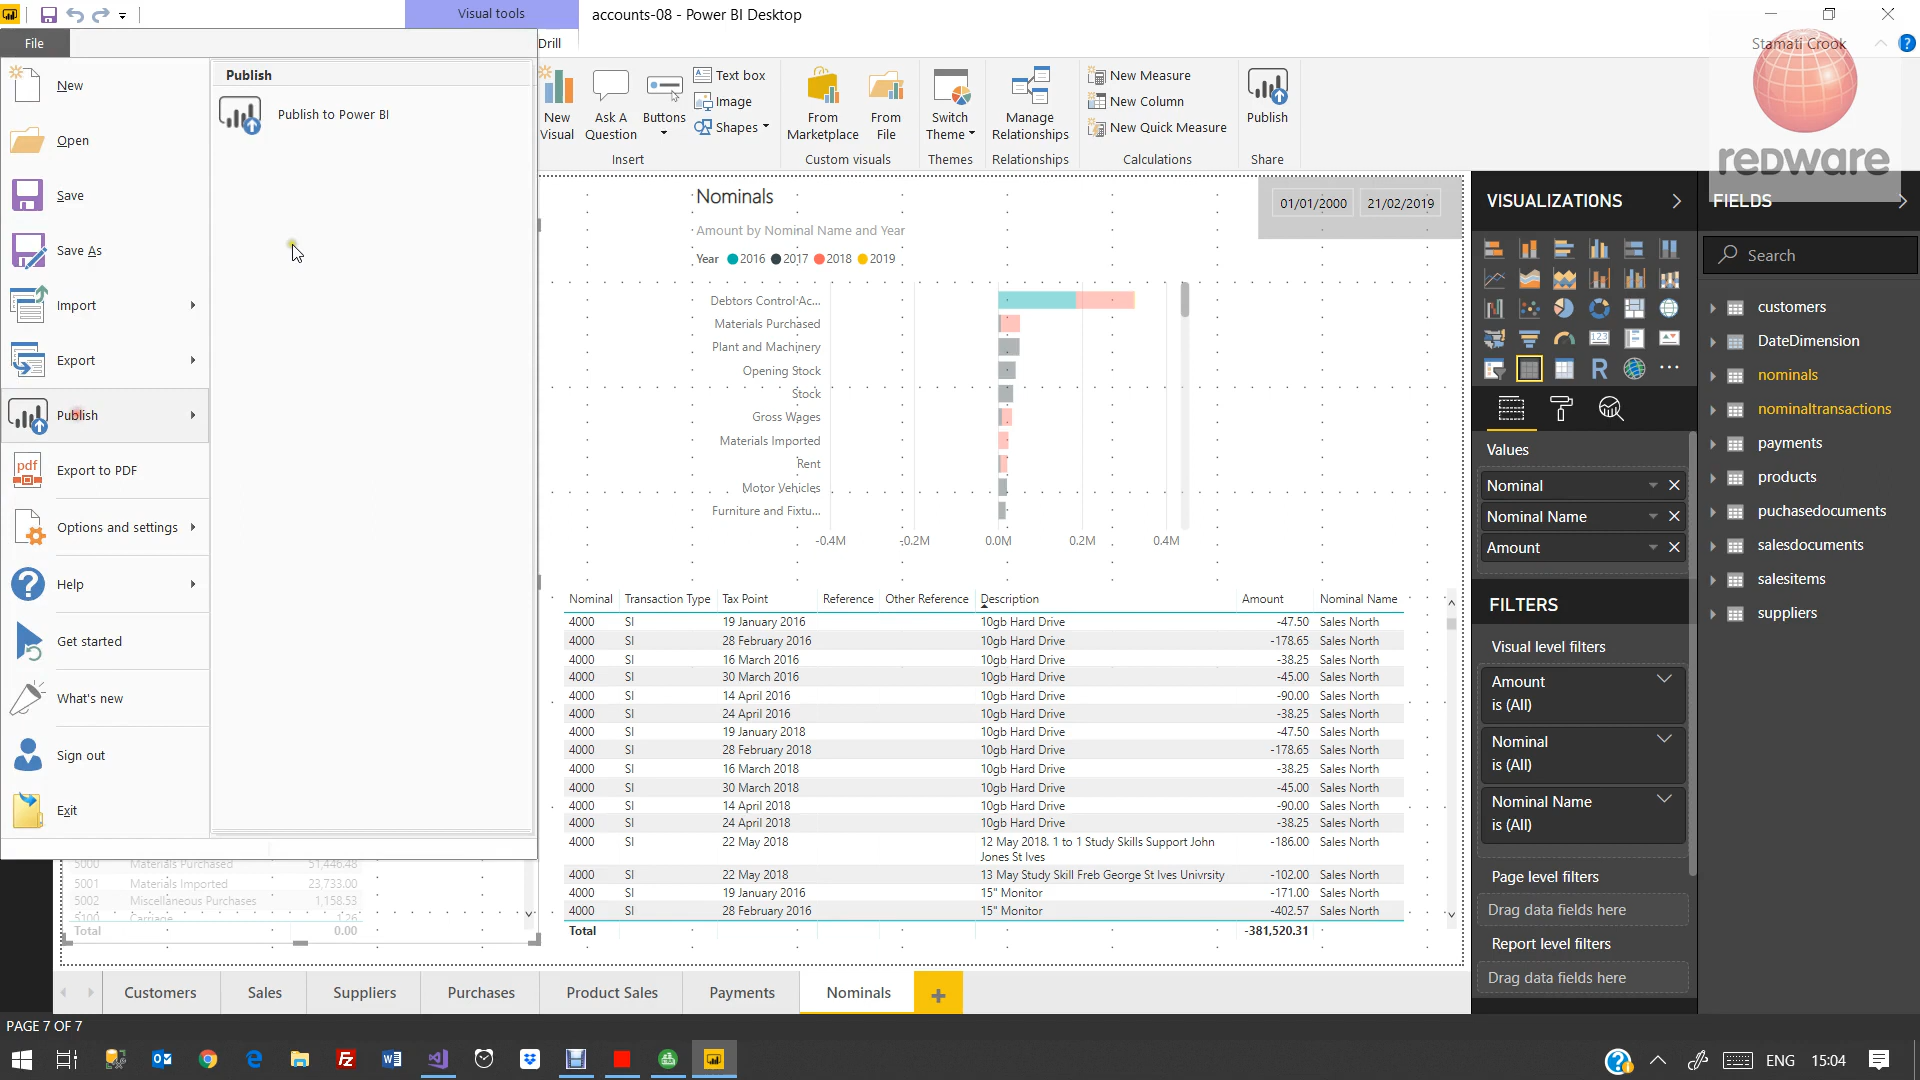 Visual tools
accounts-08 - Power BI Desktop
File
Drill
Stamati Crook
New
Open
Save
Save As
Import
Export
Publish
Export to PDF
Options and settings
Help
Get started
What's new
Sign out
Exit
Publish
Publish to Power BI
New Visual
Ask A Question
Buttons
Text box
Image
Shapes
Insert
From Marketplace
From File
Custom visuals
Switch Theme
Themes
Manage Relationships
Relationships
New Measure
New Column
New Quick Measure
Calculations
Publish
Share
redware
Nominals
01/01/2000
21/02/2019
Amount by Nominal Name and Year
Year 2016 2017 2018 2019
Debtors Control Ac...
Materials Purchased
Plant and Machinery
Opening Stock
Stock
Gross Wages
Materials Imported
Rent
Motor Vehicles
Furniture and Fixtu...
-0.4M -0.2M 0.0M 0.2M 0.4M
Nominal Transaction Type Tax Point Reference Other Reference Description Amount Nominal Name
4000 SI 19 January 2016 10gb Hard Drive -47.50 Sales North
4000 SI 28 February 2016 10gb Hard Drive -178.65 Sales North
4000 SI 16 March 2016 10gb Hard Drive -38.25 Sales North
4000 SI 30 March 2016 10gb Hard Drive -45.00 Sales North
4000 SI 14 April 2016 10gb Hard Drive -90.00 Sales North
4000 SI 24 April 2016 10gb Hard Drive -38.25 Sales North
4000 SI 19 January 2018 10gb Hard Drive -47.50 Sales North
4000 SI 28 February 2018 10gb Hard Drive -178.65 Sales North
4000 SI 16 March 2018 10gb Hard Drive -38.25 Sales North
4000 SI 30 March 2018 10gb Hard Drive -45.00 Sales North
4000 SI 14 April 2018 10gb Hard Drive -90.00 Sales North
4000 SI 24 April 2018 10gb Hard Drive -38.25 Sales North
4000 SI 22 May 2018 12 May 2018. 1 to 1 Study Skills Support John -186.00 Sales North
Jones St Ives
4000 SI 22 May 2018 13 May Study Skill Freb George St Ives Univrsity -102.00 Sales North
4000 SI 19 January 2016 15" Monitor -171.00 Sales North
4000 SI 28 February 2016 15" Monitor -402.57 Sales North
Total -381,520.31
5000 Materials Purchased 51,446.48
5001 Materials Imported 23,733.00
5002 Miscellaneous Purchases 1,158.53
5100 Carriage 1.26
Total 0.00
VISUALIZATIONS
Values
Nominal
Nominal Name
Amount
FILTERS
Visual level filters
Amount
is (All)
Nominal
is (All)
Nominal Name
is (All)
Page level filters
Drag data fields here
Report level filters
Drag data fields here
FIELDS
Search
customers
DateDimension
nominals
nominaltransactions
payments
products
puchasedocuments
salesdocuments
salesitems
suppliers
Customers
Sales
Suppliers
Purchases
Product Sales
Payments
Nominals
PAGE 7 OF 7
ENG
15:04